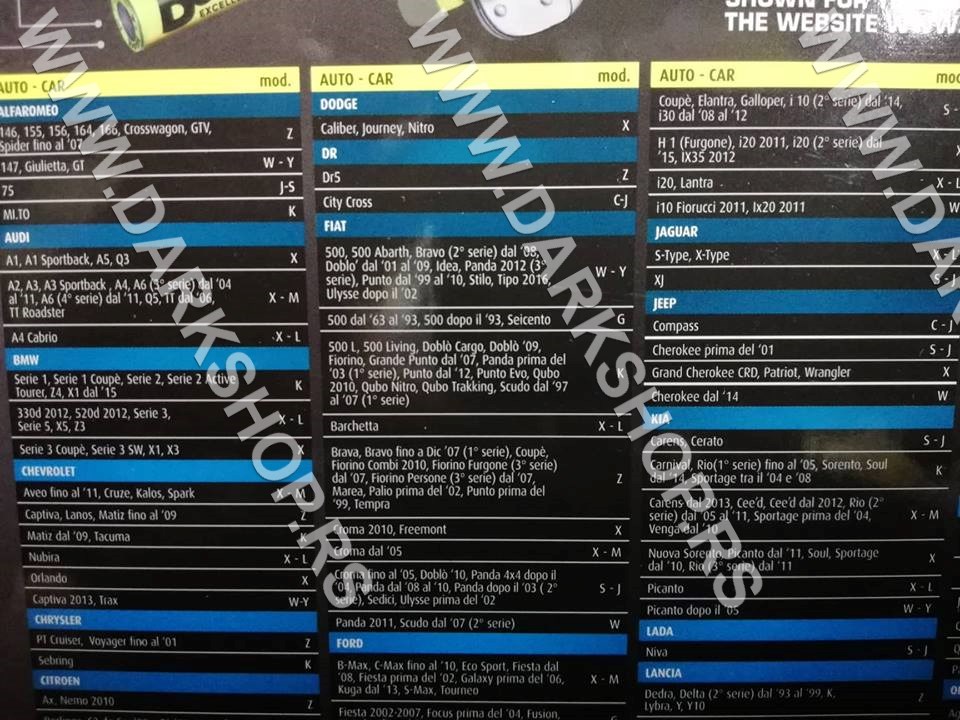 EXCELLE
SHOWN FOR
THE WEBSITE WWW.
AUTO - CAR mod.
ALFAROMEO
146, 155, 156, 164, 166, Crosswagon, GTV,
Spider fino al '07 Z
147, Giulietta, GT W - Y
75 J-S
MI.TO K
AUDI
A1, A1 Sportback, A5, Q3 X
A2, A3, A3 Sportback , A4, A6 (3° serie) dal '04
al '11, A6 (4° serie) dal '11, Q5, TT dal '06,
TT Roadster X - M
A4 Cabrio X - L
BMW
Serie 1, Serie 1 Coupè, Serie 2, Serie 2 Active
Tourer, Z4, X1 dal '15 K
330d 2012, 520d 2012, Serie 3,
Serie 5, X5, Z3 X - L
Serie 3 Coupè, Serie 3 SW, X1, X3 X
CHEVROLET
Aveo fino al '11, Cruze, Kalos, Spark X - M
Captiva, Lanos, Matiz fino al '09 Z
Matiz dal '09, Tacuma K
Nubira X - L
Orlando X
Captiva 2013, Trax W-Y
CHRYSLER
PT Cruiser, Voyager fino al '01 Z
Sebring K
CITROEN
Ax, Nemo 2010 Z
AUTO - CAR mod.
DODGE
Caliber, Journey, Nitro X
DR
Dr5 Z
City Cross C-J
FIAT
500, 500 Abarth, Bravo (2° serie) dal '08,
Doblo' dal '01 al '09, Idea, Panda 2012 (3°
serie), Punto dal '99 al '10, Stilo, Tipo 2016,
Ulysse dopo il '02 W - Y
500 dal '63 al '93, 500 dopo il '93, Seicento G
500 L, 500 Living, Doblò Cargo, Doblò '09,
Fiorino, Grande Punto dal '07, Panda prima del
'03 (1° serie), Punto dal '12, Punto Evo, Qubo
2010, Qubo Nitro, Qubo Trakking, Scudo dal '97
al '07 (1° serie) K
Barchetta X - L
Brava, Bravo fino a Dic '07 (1° serie), Coupè,
Fiorino Combi 2010, Fiorino Furgone (3° serie)
dal '07, Fiorino Persone (3° serie) dal '07,
Marea, Palio prima del '02, Punto prima del
'99, Tempra Z
Croma 2010, Freemont X
Croma dal '05 X - M
Croma fino al '05, Doblò '10, Panda 4x4 dopo il
'04, Panda dal '08 al '10, Panda dopo il '03 ( 2°
serie), Sedici, Ulysse prima del '02 S - J
Panda 2011, Scudo dal '07 (2° serie) W
FORD
B-Max, C-Max fino al '10, Eco Sport, Fiesta dal
'08, Fiesta prima del '02, Galaxy prima del '06,
Kuga dal '13, S-Max, Tourneo X - M
Fiesta 2002-2007, Focus prima del '04, Fusion, G
AUTO - CAR mod
Coupè, Elantra, Galloper, i 10 (2° serie) dal '14,
i30 dal '08 al '12 S -
H 1 (Furgone), i20 2011, i20 (2° serie) dal
'15, IX35 2012
i20, Lantra X - L
i10 Fiorucci 2011, Ix20 2011 W
JAGUAR
S-Type, X-Type X - L
XJ S - J
JEEP
Compass C - J
Cherokee prima del '01 S - J
Grand Cherokee CRD, Patriot, Wrangler X
Cherokee dal '14 W
KIA
Carens, Cerato S - J
Carnival, Rio(1° serie) fino al '05, Sorento, Soul
dal '14, Sportage tra il '04 e '08 K
Carens dal 2013, Cee'd, Cee'd dal 2012, Rio (2°
serie) dal '05 al '11, Sportage prima del '04,
Venga dal '10 X - M
Nuova Sorento, Picanto dal '11, Soul, Sportage
dal '10, Rio (3° serie) dal '11 X
Picanto X - L
Picanto dopo il '05 W - Y
LADA
Niva S - J
LANCIA
Dedra, Delta (2° serie) dal '93 al '99, K,
Lybra, Y, Y10 Z
WWW.DARKSHOP.RS
WWW.DARKSHOP.RS
WWW.DARKSHOP.RS